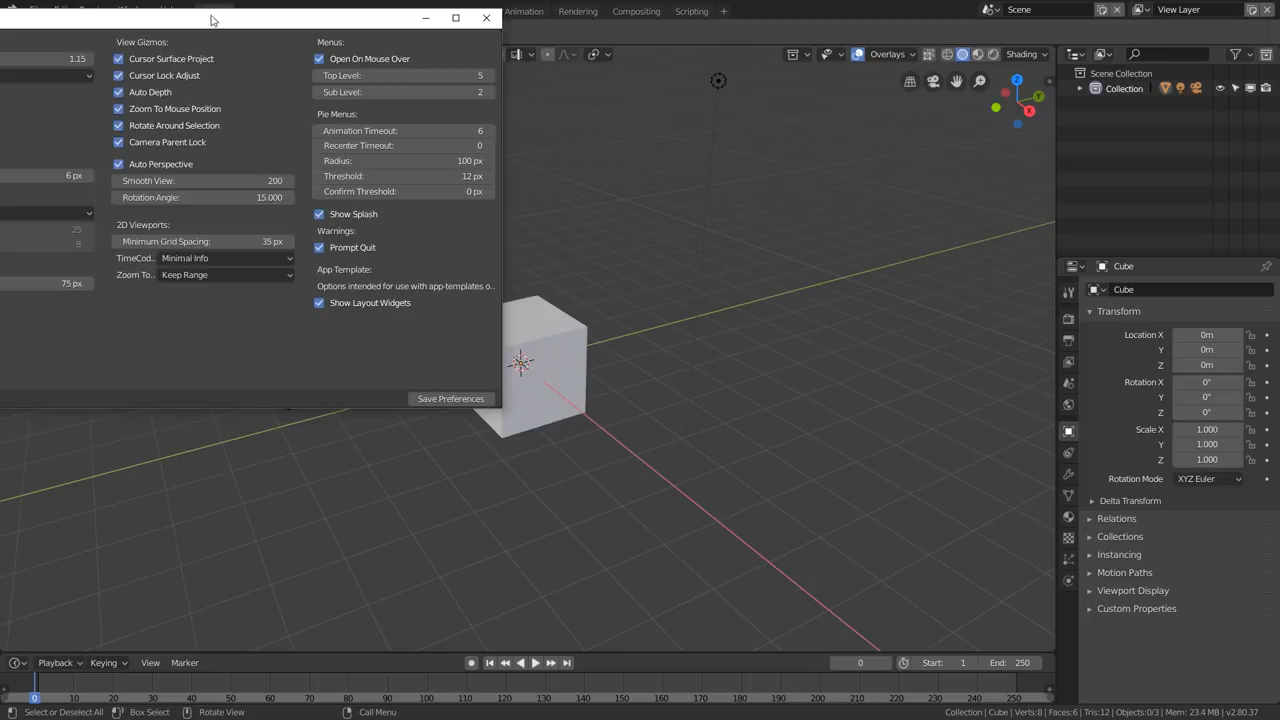 Animation Rendering Compositing Scripting + Scene View Layer
View Gizmos: Menus:
1.15 Cursor Surface Project Open On Mouse Over
Cursor Lock Adjust Top Level: 5
Auto Depth Sub Level: 2
Zoom To Mouse Position Pie Menus:
Rotate Around Selection Animation Timeout: 6
Camera Parent Lock Recenter Timeout: 0
Auto Perspective Radius: 100 px
6 px Smooth View: 200 Threshold: 12 px
Rotation Angle: 15.000 Confirm Threshold: 0 px
2D Viewports: Show Splash
25 Minimum Grid Spacing: 35 px Warnings:
8 TimeCod.. Minimal Info Prompt Quit
Zoom To.. Keep Range App Template:
75 px Options intended for use with app-templates o..
Show Layout Widgets
Save Preferences
Overlays Shading
Z
Y
X
Scene Collection
Collection
Cube
Cube
Transform
Location X 0m
Y 0m
Z 0m
Rotation X 0°
Y 0°
Z 0°
Scale X 1.000
Y 1.000
Z 1.000
Rotation Mode XYZ Euler
Delta Transform
Relations
Collections
Instancing
Motion Paths
Viewport Display
Custom Properties
Playback Keying View Marker 0 Start: 1 End: 250
0 10 20 30 40 50 60 70 80 90 100 110 120 130 140 150 160 170 180 190 200 210 220 230 240 250
Select or Deselect All Box Select Rotate View Call Menu Collection | Cube | Verts:8 | Faces:6 | Tris:12 | Objects:0/3 | Mem: 23.4 MB | v2.80.37